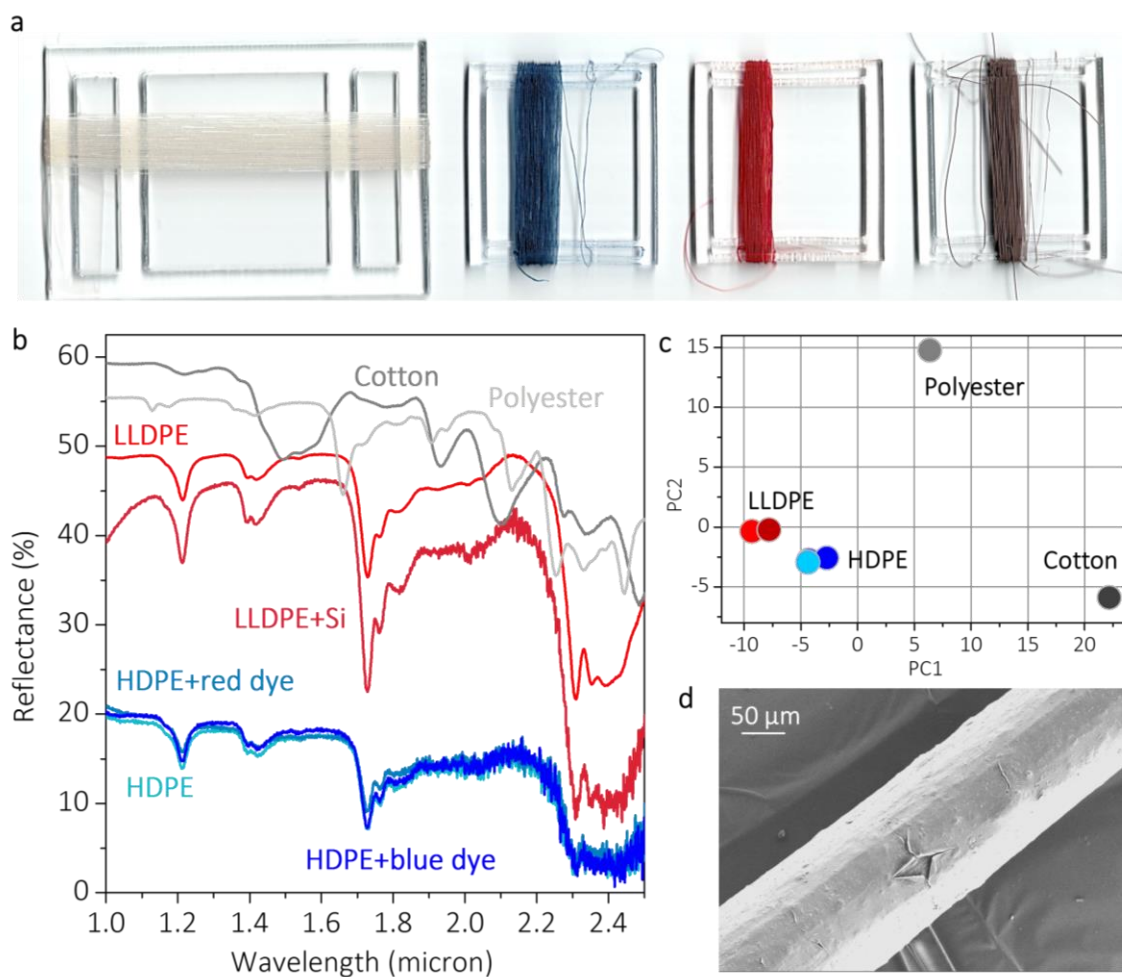 a
b
60
50
40
30
20
10
0
Reflectance (%)
Cotton
Polyester
LLDPE
LLDPE+Si
HDPE+red dye
HDPE
HDPE+blue dye
1.0 1.2 1.4 1.6 1.8 2.0 2.2 2.4
Wavelength (micron)
c
15
10
5
0
-5
PC2
Polyester
LLDPE
HDPE
Cotton
-10 -5 0 5 10 15 20
PC1
d
50 µm